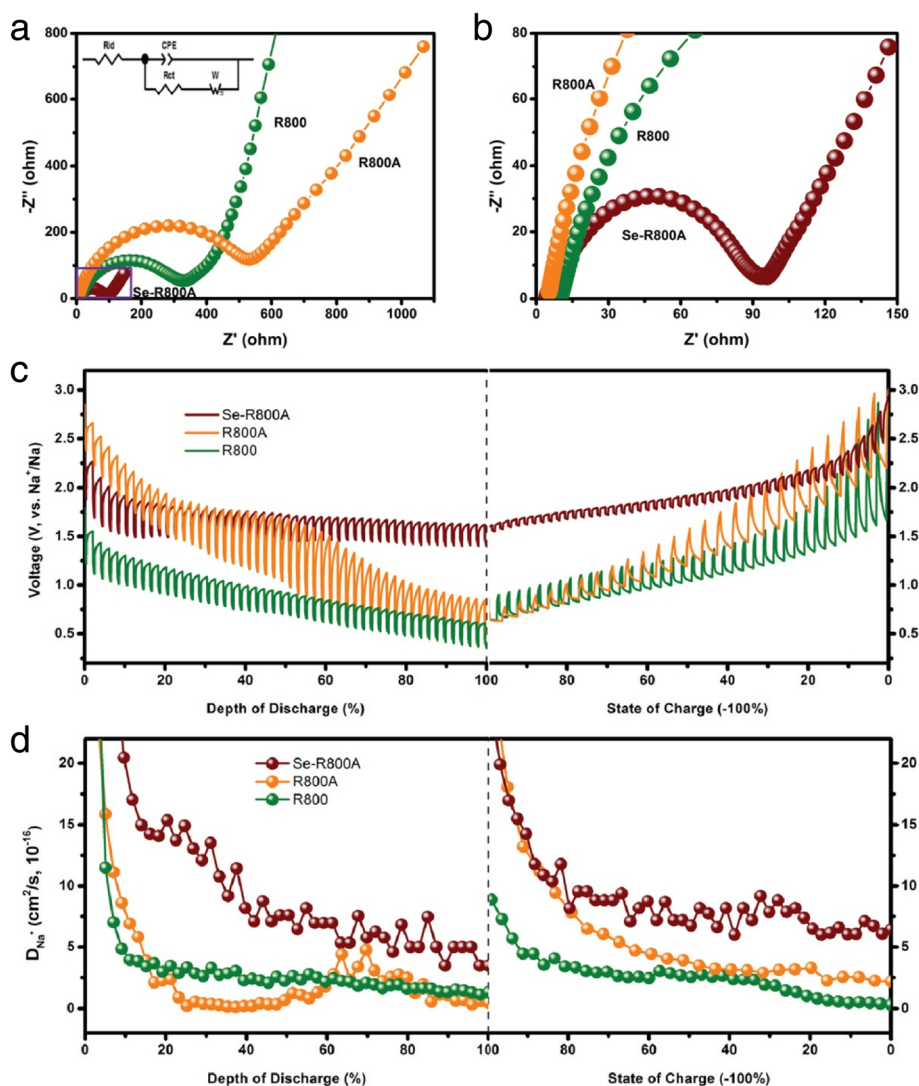 a
800
600
400
200
0
-Z'' (ohm)
Rid
CPE
Rct
W
R800
R800A
Se-R800A
0 200 400 600 800 1000
Z' (ohm)
b
80
60
40
20
0
-Z'' (ohm)
R800A
R800
Se-R800A
0 30 60 90 120 150
Z' (ohm)
c
3.0 3.0
2.5 2.5
2.0 2.0
1.5 1.5
1.0 1.0
0.5 0.5
Voltage (V, vs. Na⁺/Na)
Se-R800A
R800A
R800
0 20 40 60 80 100 80 60 40 20 0
Depth of Discharge (%) State of Charge (-100%)
d
20 20
15 15
10 10
5 5
0 0
D_Na⁺ (cm²/s, 10⁻¹⁶)
Se-R800A
R800A
R800
0 20 40 60 80 100 80 60 40 20 0
Depth of Discharge (%) State of Charge (-100%)